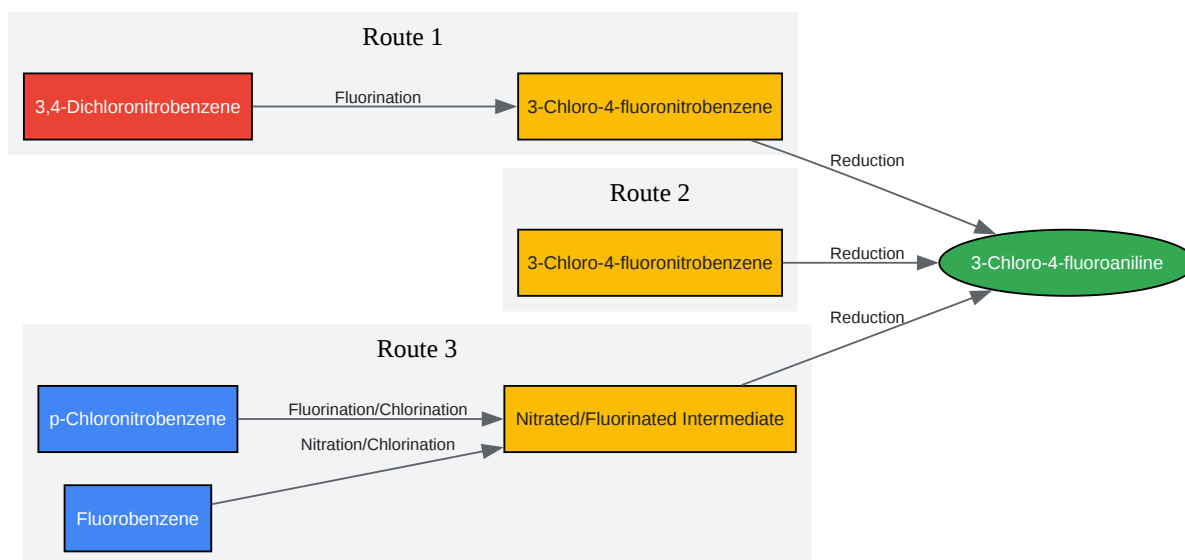 Route 1
3,4-Dichloronitrobenzene
Fluorination
3-Chloro-4-fluoronitrobenzene
Reduction
Route 2
3-Chloro-4-fluoronitrobenzene
Reduction
3-Chloro-4-fluoroaniline
Reduction
Route 3
p-Chloronitrobenzene
Fluorination/Chlorination
Nitrated/Fluorinated Intermediate
Nitration/Chlorination
Fluorobenzene